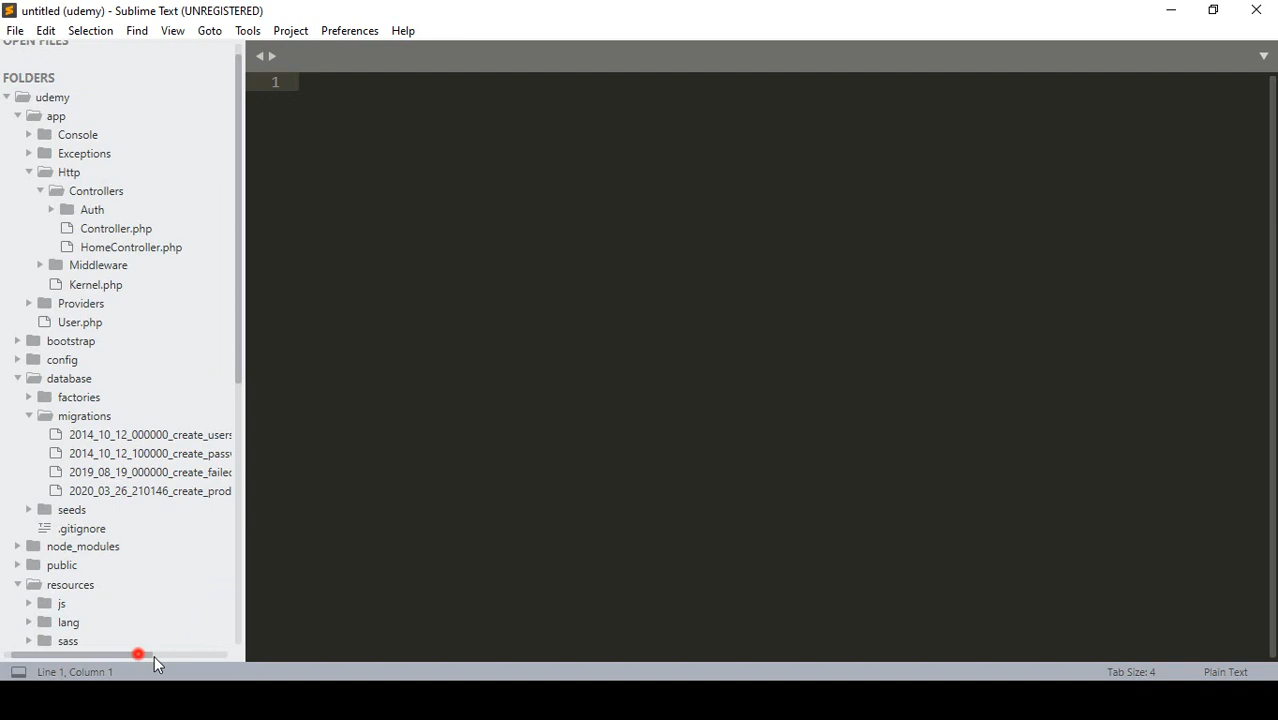 untitled (udemy) - Sublime Text (UNREGISTERED)
File Edit Selection Find View Goto Tools Project Preferences Help
OPEN FILES
FOLDERS
udemy
app
Console
Exceptions
Http
Controllers
Auth
Controller.php
HomeController.php
Middleware
Kernel.php
Providers
User.php
bootstrap
config
database
factories
migrations
2014_10_12_000000_create_users
2014_10_12_100000_create_pass
2019_08_19_000000_create_failed
2020_03_26_210146_create_prod
seeds
.gitignore
node_modules
public
resources
js
lang
sass
1
Line 1, Column 1
Tab Size: 4
Plain Text